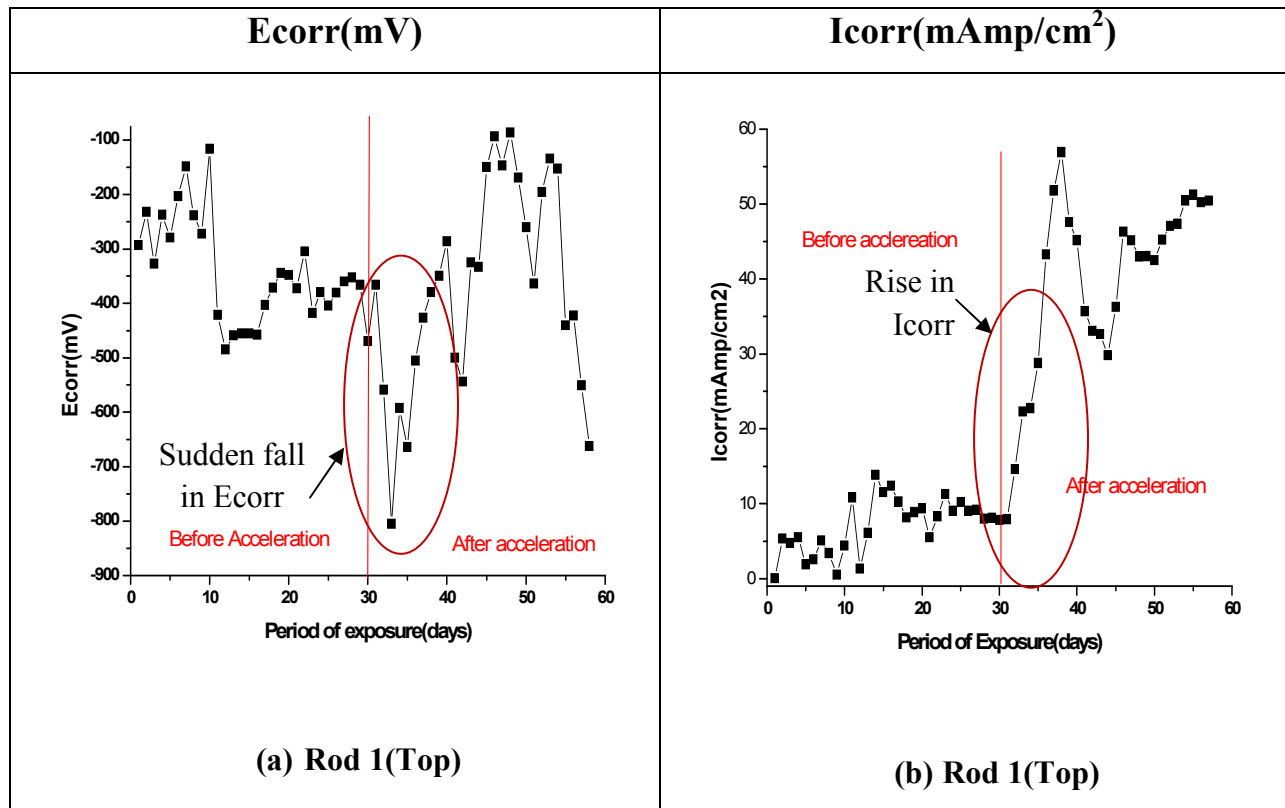 Ecorr(mV)
Icorr(mAmp/cm²)
-100
-200
-300
-400
-500
-600
-700
-800
-900
Ecorr(mV)
Sudden fall
in Ecorr
Before Acceleration
After acceleration
0
10
20
30
40
50
60
Period of exposure(days)
(a) Rod 1(Top)
60
50
40
30
20
10
0
Icorr(mAmp/cm2)
Before acclereation
Rise in
Icorr
After acceleration
0
10
20
30
40
50
60
Period of Exposure(days)
(b) Rod 1(Top)